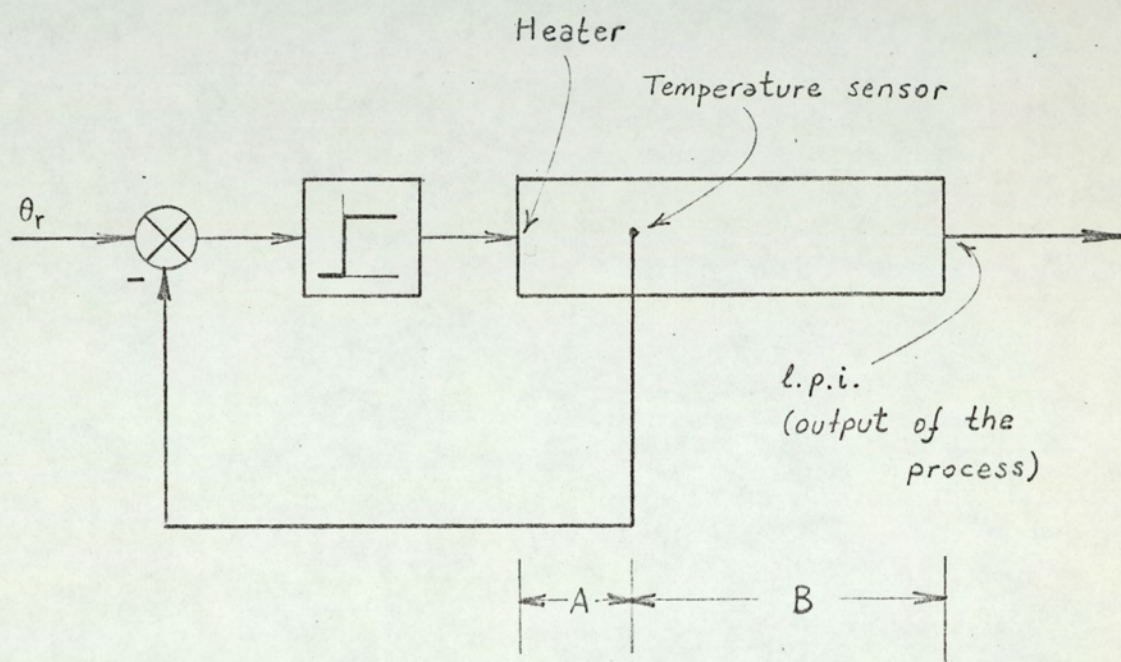 Heater
Temperature sensor
θr
-
l.p.i.
(output of the
process)
A
B